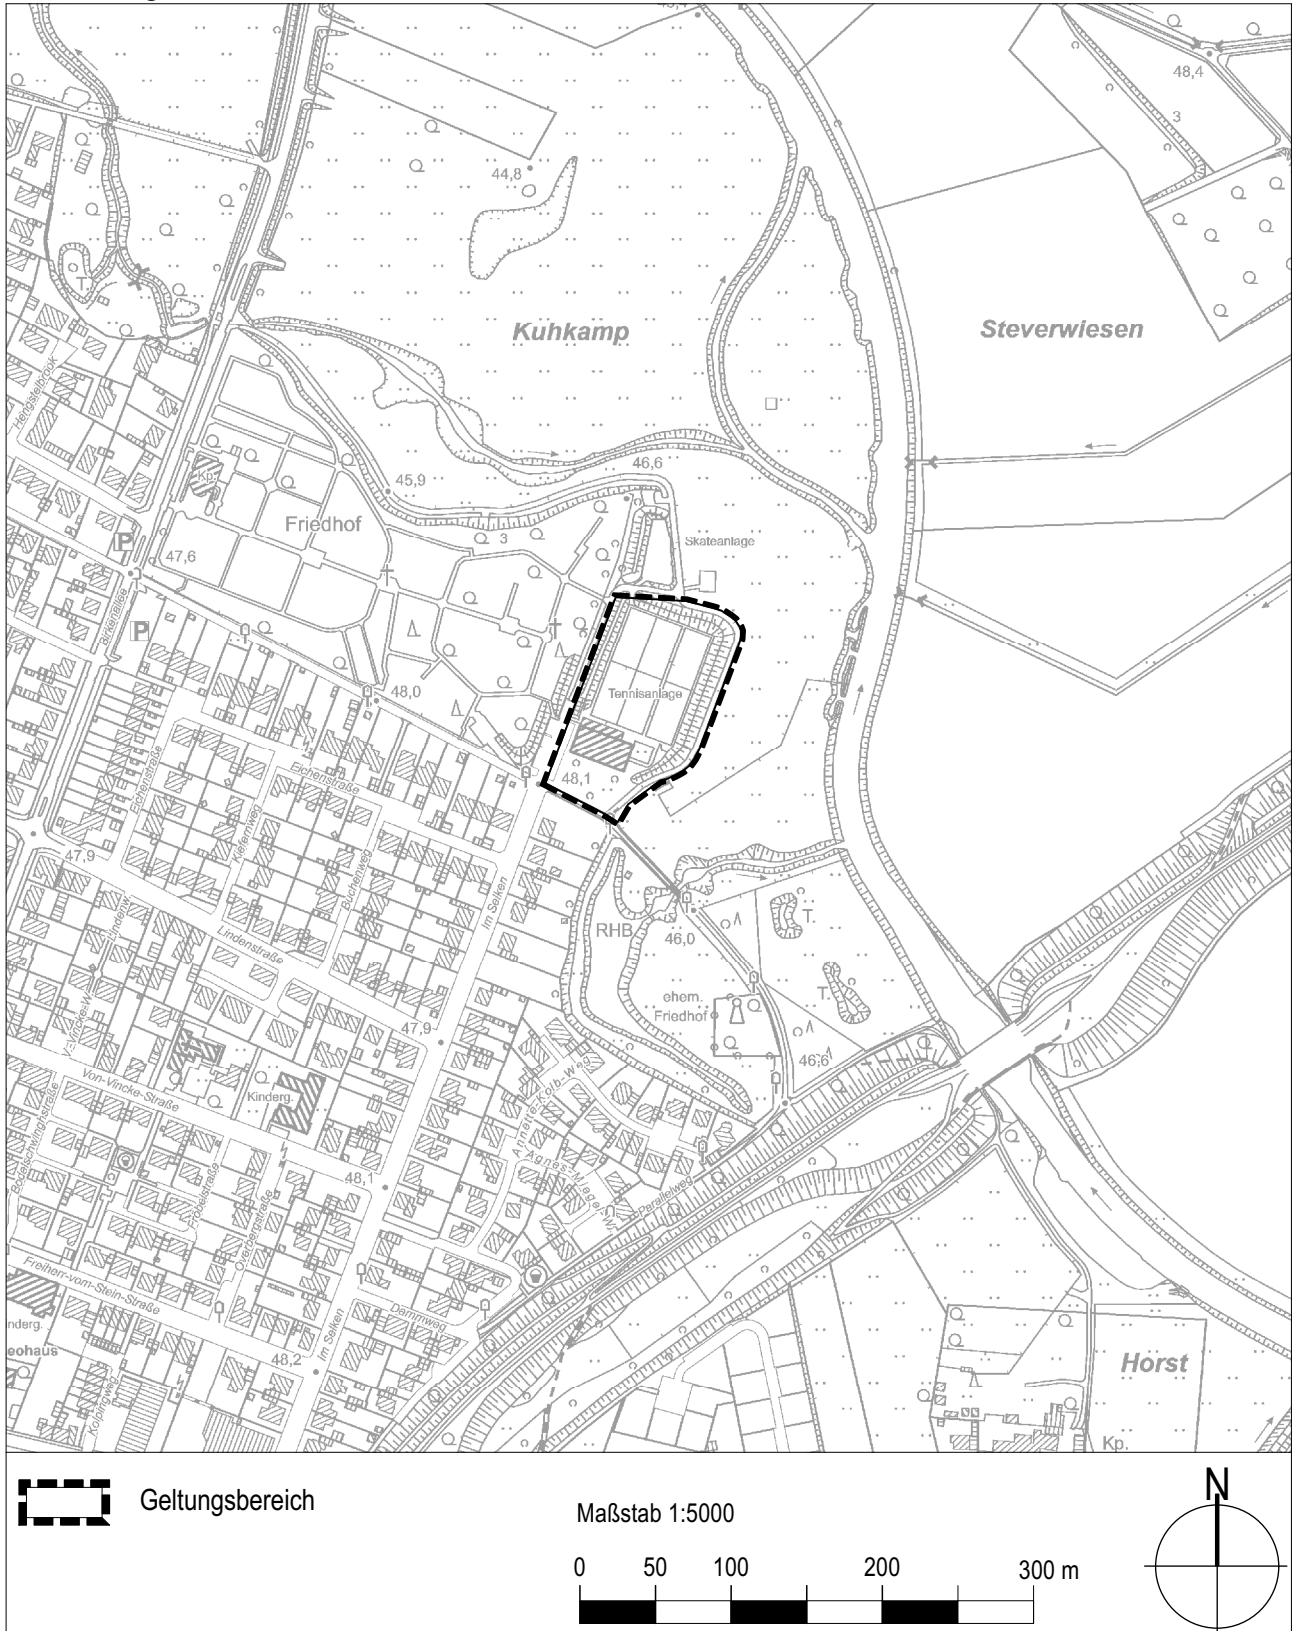 48,4
3
44,8
T.
Kuhkamp
Steverwiesen
Hengstelbrook
46,6
Kp.
45,9
Friedhof
3
Skateanlage
P
47,6
P
Tennisanlage
48,0
48,1
Eichenstraße
Eichenstraße
Kiefernweg
Buchenweg
47,9
Im Selken
Lindenstraße
Lindenw.
RHB
46,0
T.
ehem.
Friedhof
T.
47,9
46,6
Von-Vincke-Straße
Kinderg.
Annette-Kolb-Weg
Agnes-Miegel-W.
Bodelschwinghstraße
Fröbelstraße
Overbergstraße
48,1
Parallelweg
Freiherr-vom-Stein-Straße
Dammweg
Im Selken
nderg.
eohaus
48,2
Kolpingweg
Horst
Kp.
Geltungsbereich
Maßstab 1:5000
0 50 100 200 300 m
N